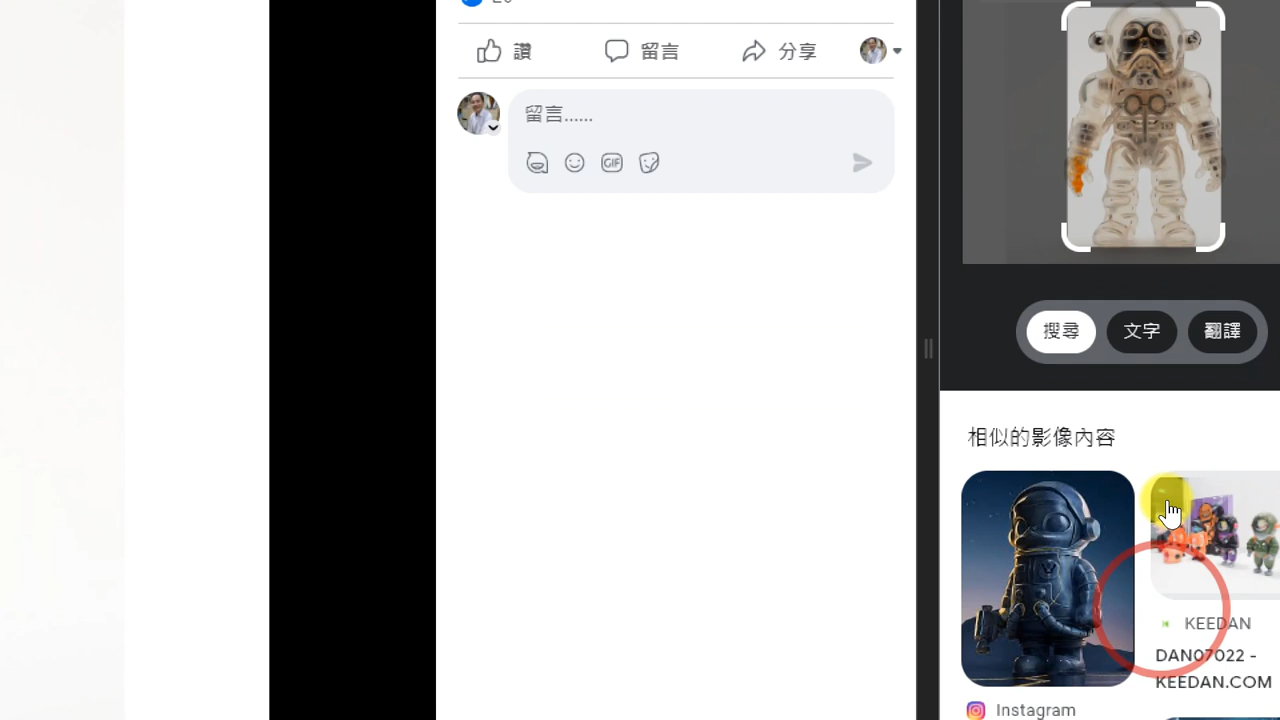 讚
留言
分享
留言......
GIF
搜尋
文字
翻譯
相似的影像內容
Instagram
KEEDAN
DAN07022 -
KEEDAN.COM